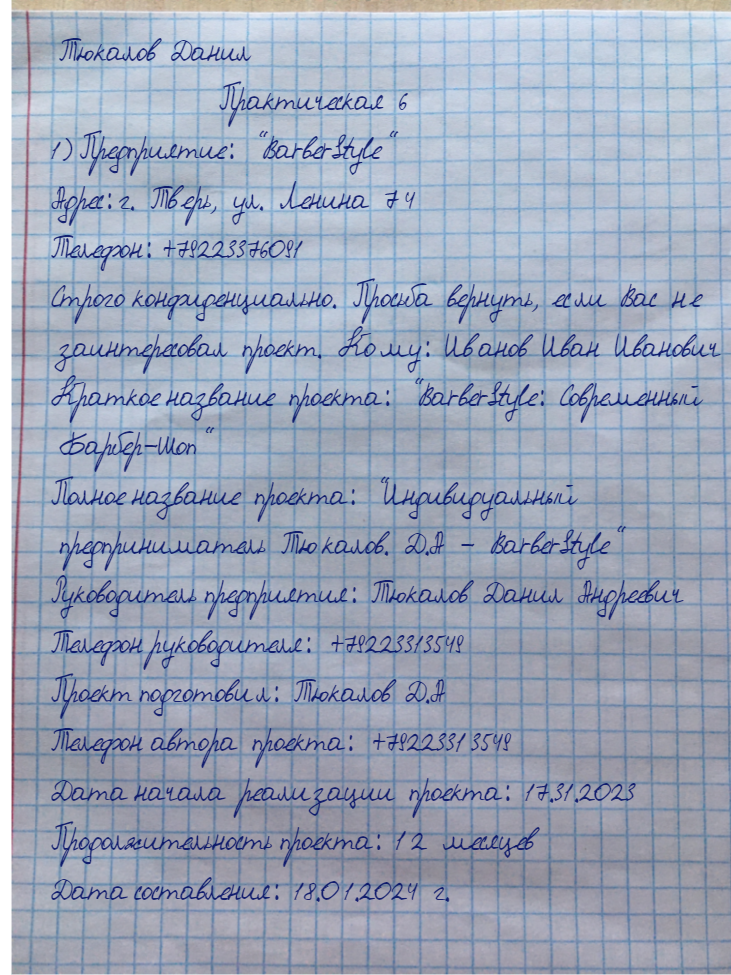 Тюкалов Данил
Практическая 6
1) Предприятие: "BarberStyle"
Адрес: г. Тверь, ул. Ленина 74
Телефон: +79223376091
Строго конфиденциально. Просьба вернуть, если Вас не
заинтересовал проект. Кому: Иванов Иван Иванович
Краткое название проекта: "BarberStyle: Современный
Барбер-Шоп"
Полное название проекта: "Индивидуальный
предприниматель Тюкалов. Д.А – BarberStyle"
Руководитель предприятия: Тюкалов Данил Андреевич
Телефон руководителя: +79223313549
Проект подготовил: Тюкалов Д.А
Телефон автора проекта: +79223313549
Дата начала реализации проекта: 17.31.2023
Продолжительность проекта: 12 месяцев
Дата составления: 18.01.2024 г.